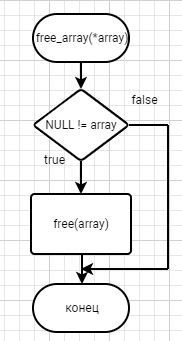 free_array(*array)
NULL != array
false
true
free(array)
конец